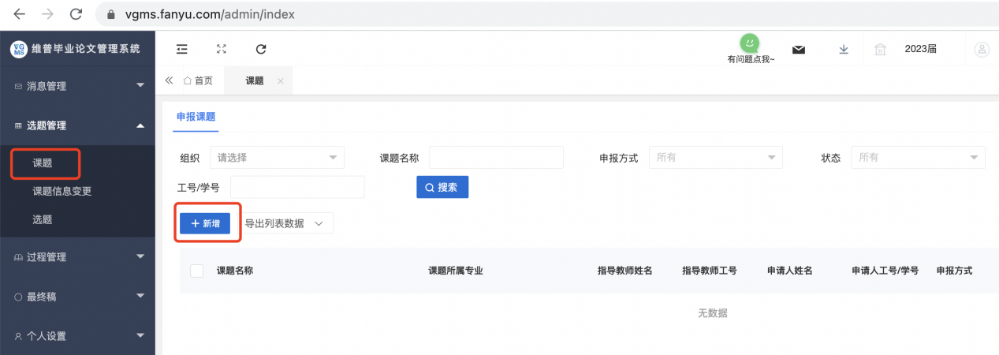 vgms.fanyu.com/admin/index
VG
MS
维普毕业论文管理系统
有问题点我~
2023届
消息管理
首页
课题
选题管理
申报课题
课题
组织
请选择
课题名称
申报方式
所有
状态
所有
课题信息变更
工号/学号
搜索
选题
新增
导出列表数据
过程管理
课题名称
课题所属专业
指导教师姓名
指导教师工号
申请人姓名
申请人工号/学号
申报方式
最终稿
无数据
个人设置